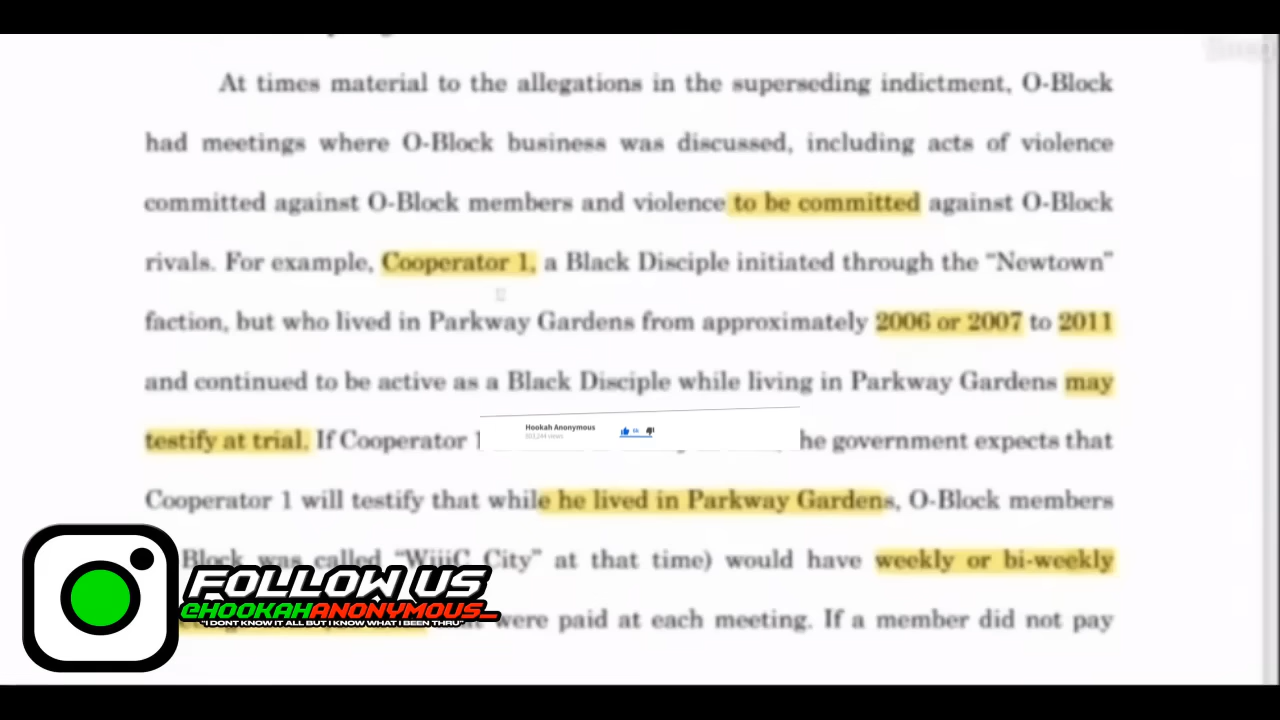 At times material to the allegations in the superseding indictment, O-Block
had meetings where O-Block business was discussed, including acts of violence
committed against O-Block members and violence to be committed against O-Block
rivals. For example, Cooperator 1, a Black Disciple initiated through the “Newtown”
faction, but who lived in Parkway Gardens from approximately 2006 or 2007 to 2011
and continued to be active as a Black Disciple while living in Parkway Gardens may
testify at trial. If Cooperator 1 he government expects that
Hookah Anonymous
views
6k
Cooperator 1 will testify that while he lived in Parkway Gardens, O-Block members
Block was called “WiiiC City” at that time) would have weekly or bi-weekly
were paid at each meeting. If a member did not pay
FOLLOW US
@HOOKAHANONYMOUS_
"I DONT KNOW IT ALL BUT I KNOW WHAT I BEEN THRU"